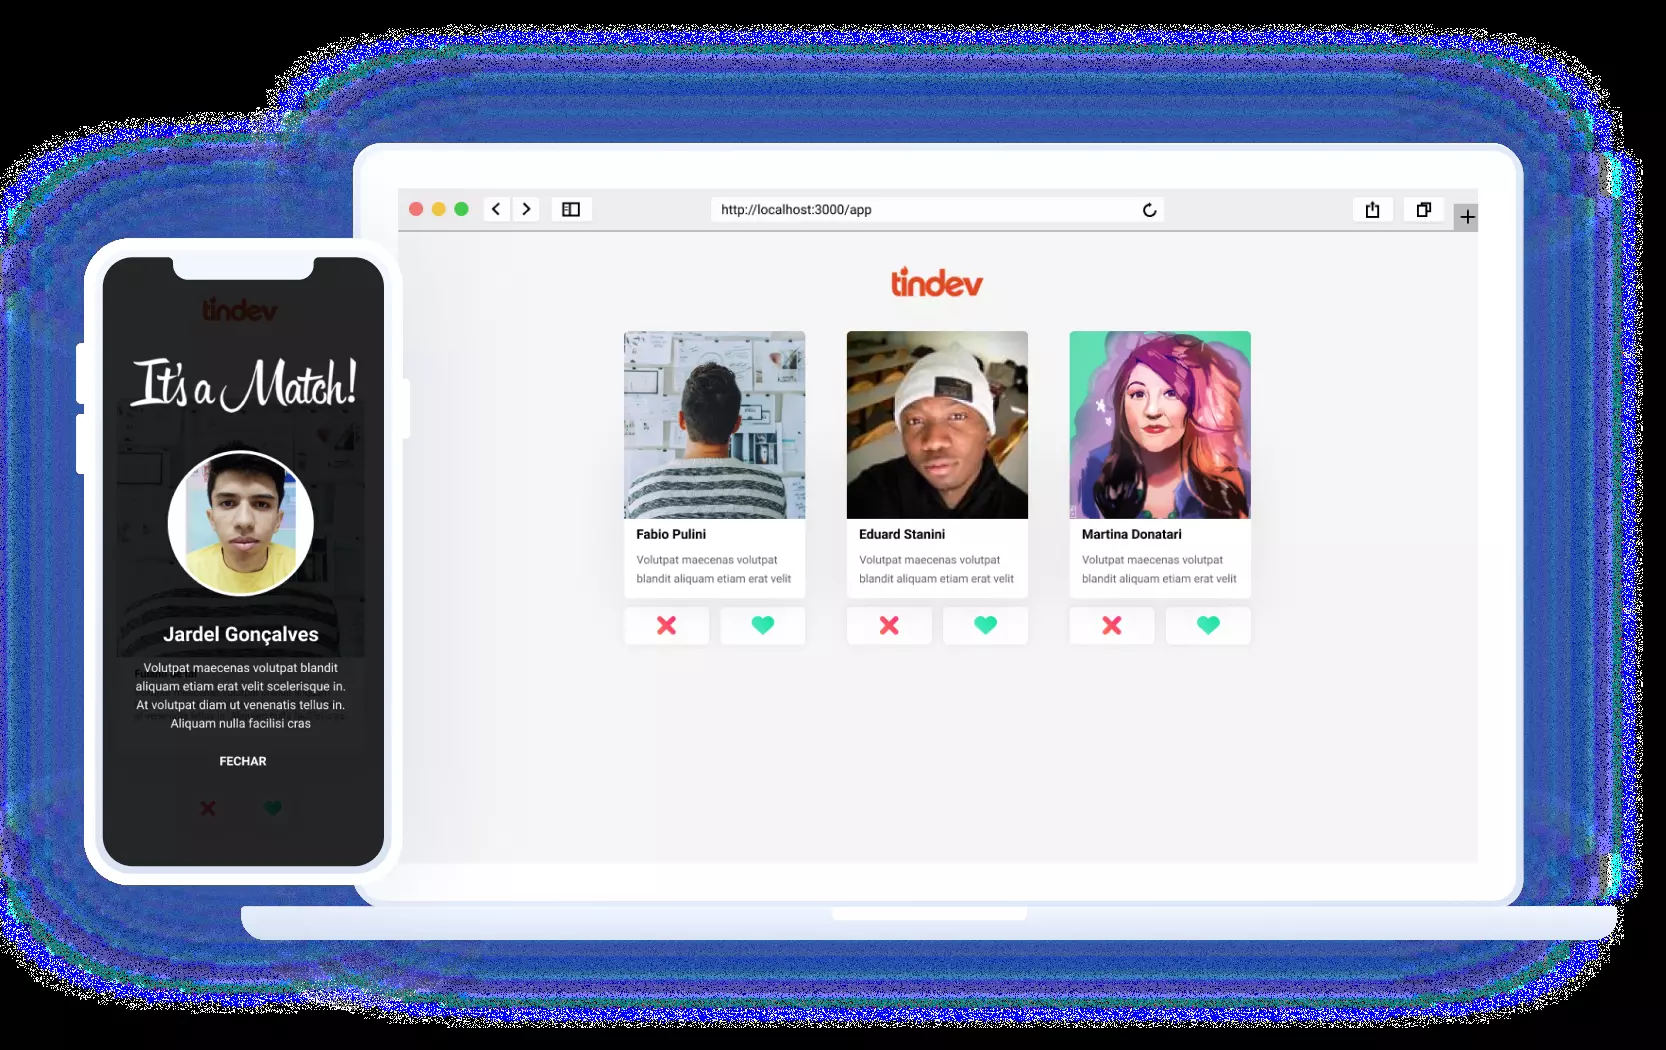 http://localhost:3000/app
tindev
Fabio Pulini
Volutpat maecenas volutpat
blandit aliquam etiam erat velit
Eduard Stanini
Volutpat maecenas volutpat
blandit aliquam etiam erat velit
Martina Donatari
Volutpat maecenas volutpat
blandit aliquam etiam erat velit
tindev
It's a Match!
Jardel Gonçalves
Volutpat maecenas volutpat blandit
aliquam etiam erat velit scelerisque in.
At volutpat diam ut venenatis tellus in.
Aliquam nulla facilisi cras
FECHAR